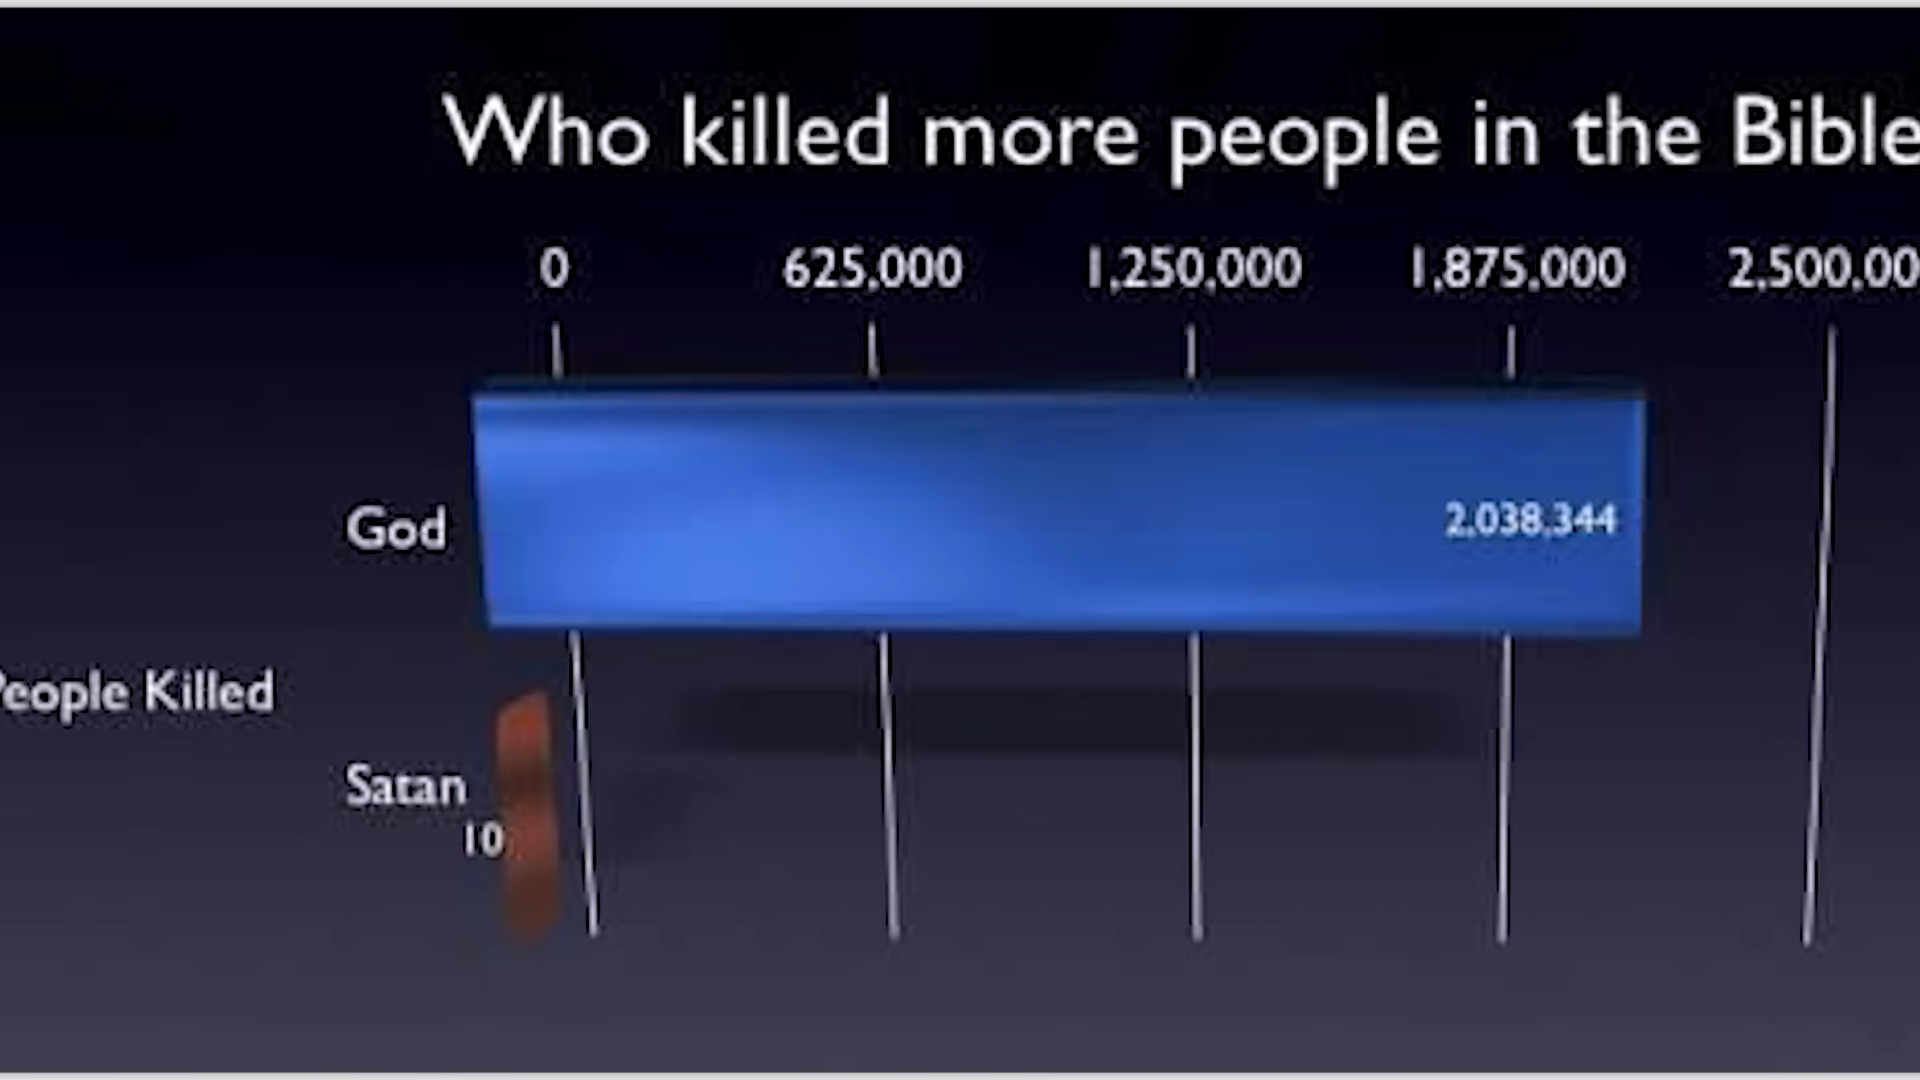 Who killed more people in the Bible
0 625,000 1,250,000 1,875,000 2,500,00
God
2,038,344
People Killed
Satan
10